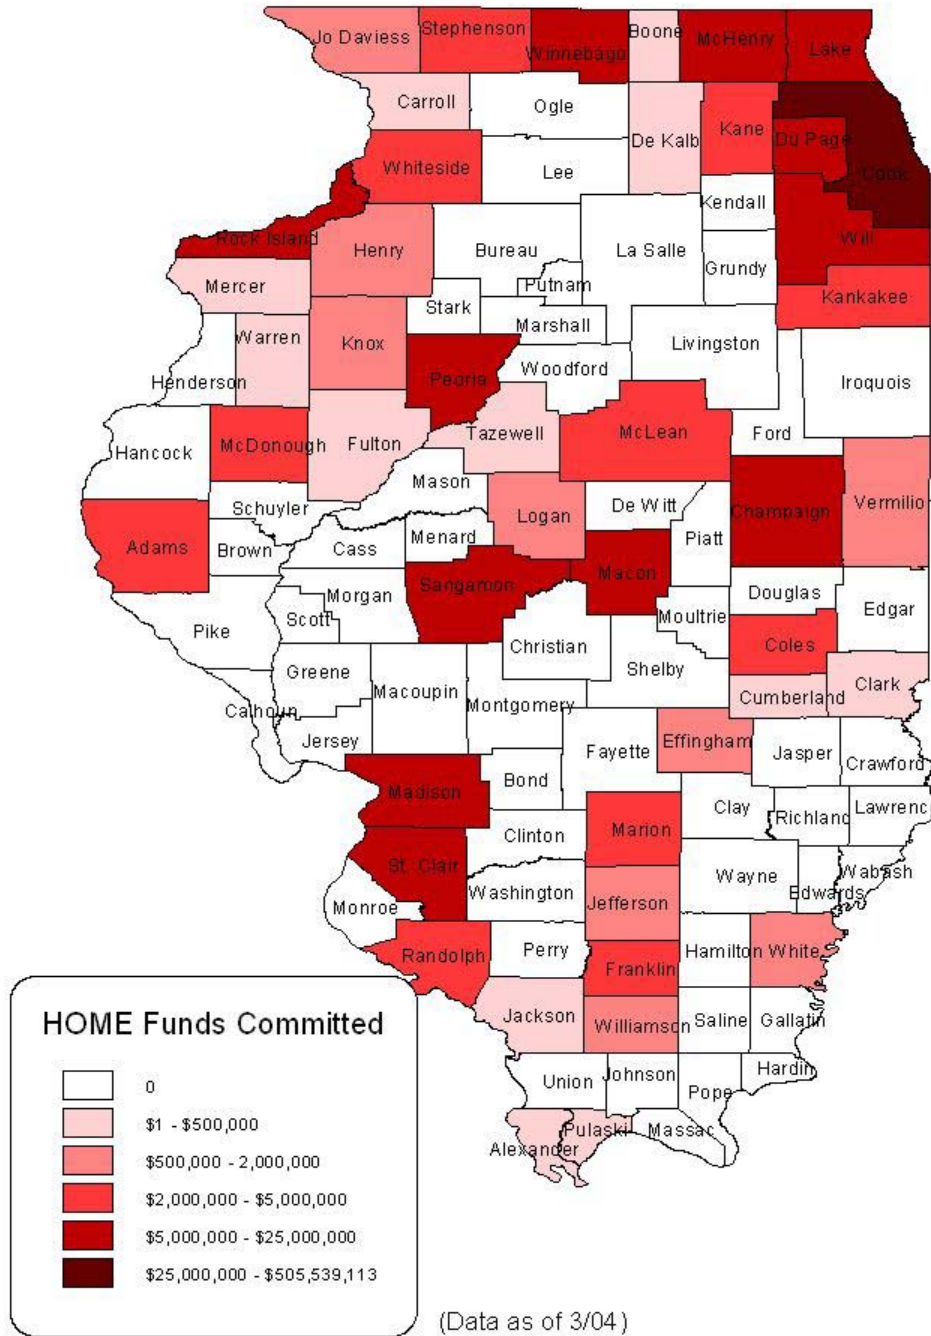 Jo Daviess
Stephenson
Winnebago
Boone
McHenry
Lake
Carroll
Ogle
De Kalb
Kane
Du Page
Cook
Whiteside
Lee
Kendall
Rock Island
Henry
Bureau
La Salle
Will
Grundy
Mercer
Putnam
Kankakee
Stark
Marshall
Warren
Knox
Livingston
Henderson
Peoria
Woodford
Iroquois
Hancock
McDonough
Fulton
Tazewell
McLean
Ford
Mason
Schuyler
Logan
De Witt
Champaign
Vermilio
Adams
Brown
Cass
Menard
Piatt
Sangamon
Macon
Morgan
Douglas
Pike
Scott
Moultrie
Edgar
Christian
Coles
Greene
Shelby
Macoupin
Montgomery
Cumberland
Clark
Calhoun
Jersey
Fayette
Effingham
Jasper
Crawford
Madison
Bond
Clay
Richland
Lawrenc
Clinton
Marion
St. Clair
Wayne
Wabash
Washington
Edwards
Monroe
Jefferson
Randolph
Perry
Hamilton
White
Franklin
Jackson
Williamson
Saline
Gallatin
Union
Johnson
Hardin
Pope
Pulaski
Massac
Alexander
HOME Funds Committed
0
$1 - $500,000
$500,000 - 2,000,000
$2,000,000 - $5,000,000
$5,000,000 - $25,000,000
$25,000,000 - $505,539,113
(Data as of 3/04)